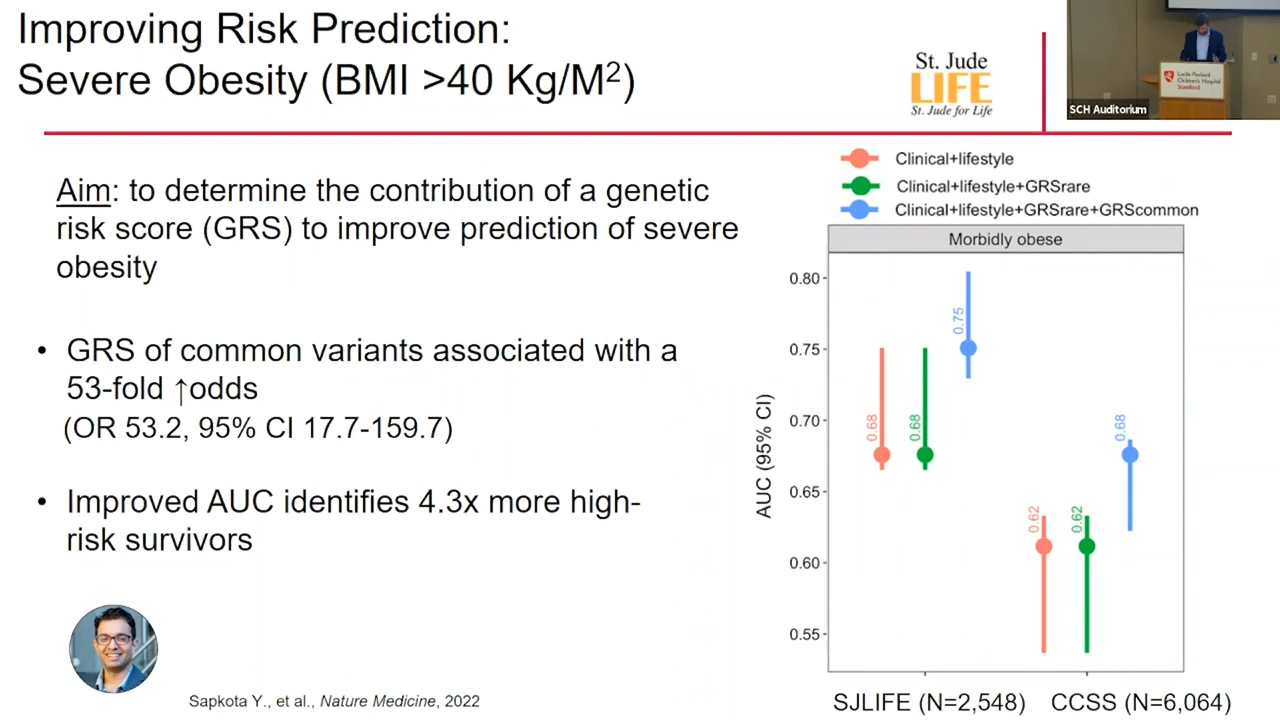 Improving Risk Prediction:
Severe Obesity (BMI >40 Kg/M²)
St. Jude
LIFE
St. Jude for Life
Lucile Packard
Children's Hospital
Stanford
SCH Auditorium
Aim: to determine the contribution of a genetic
risk score (GRS) to improve prediction of severe
obesity
• GRS of common variants associated with a
53-fold ↑odds
(OR 53.2, 95% CI 17.7-159.7)
• Improved AUC identifies 4.3x more high-
risk survivors
Sapkota Y., et al., Nature Medicine, 2022
Clinical+lifestyle
Clinical+lifestyle+GRSrare
Clinical+lifestyle+GRSrare+GRScommon
Morbidly obese
AUC (95% CI)
0.80
0.75
0.70
0.65
0.60
0.55
0.68
0.68
0.75
0.62
0.62
0.68
SJLIFE (N=2,548)
CCSS (N=6,064)